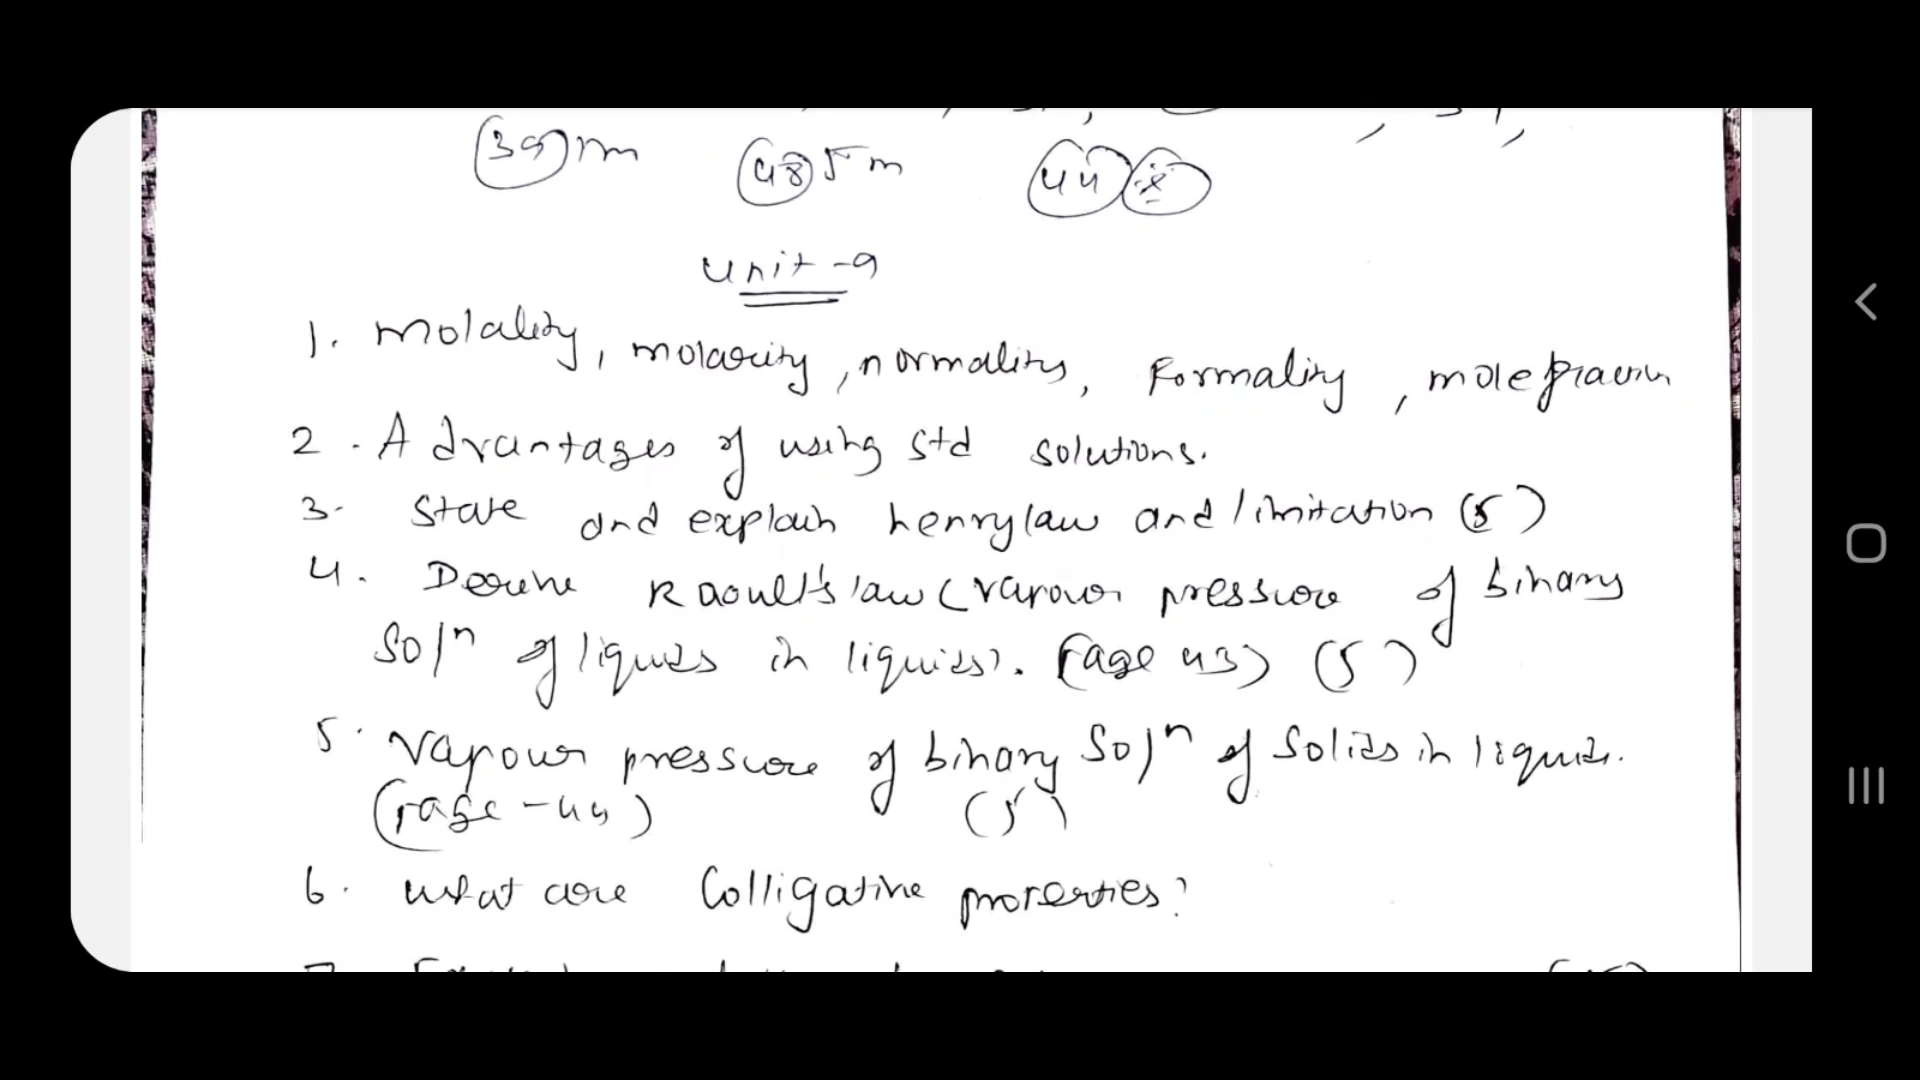 39 1m 48 5m 44
Unit-9
1. Molality, molarity, normality, Formality, mole fraction
2. Advantages of using std solutions.
3. State and explain henry law and limitation (5)
4. Derive Raoult's law (vapour pressure of binary
Solⁿ of liquids in liquids). (Page 43) (5)
5. Vapour pressure of binary Solⁿ of Solids in liquids.
(Page-44) (5)
6. What are Colligative properties?